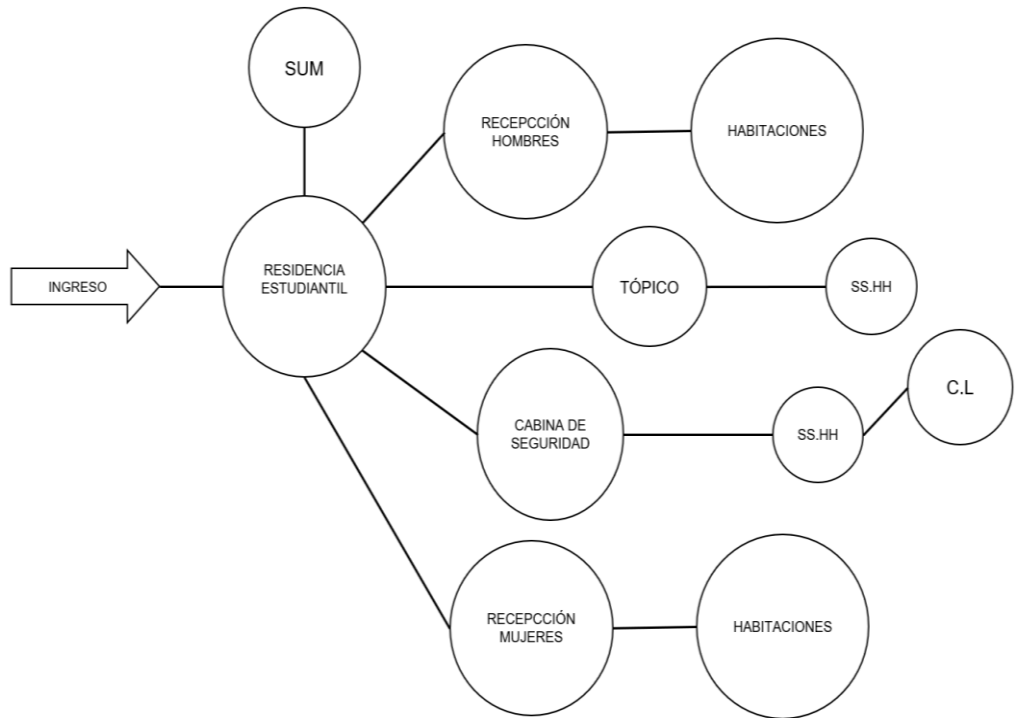 SUM
RECEPCCIÓN
HOMBRES
HABITACIONES
INGRESO
RESIDENCIA
ESTUDIANTIL
TÓPICO
SS.HH
CABINA DE
SEGURIDAD
SS.HH
C.L
RECEPCCIÓN
MUJERES
HABITACIONES